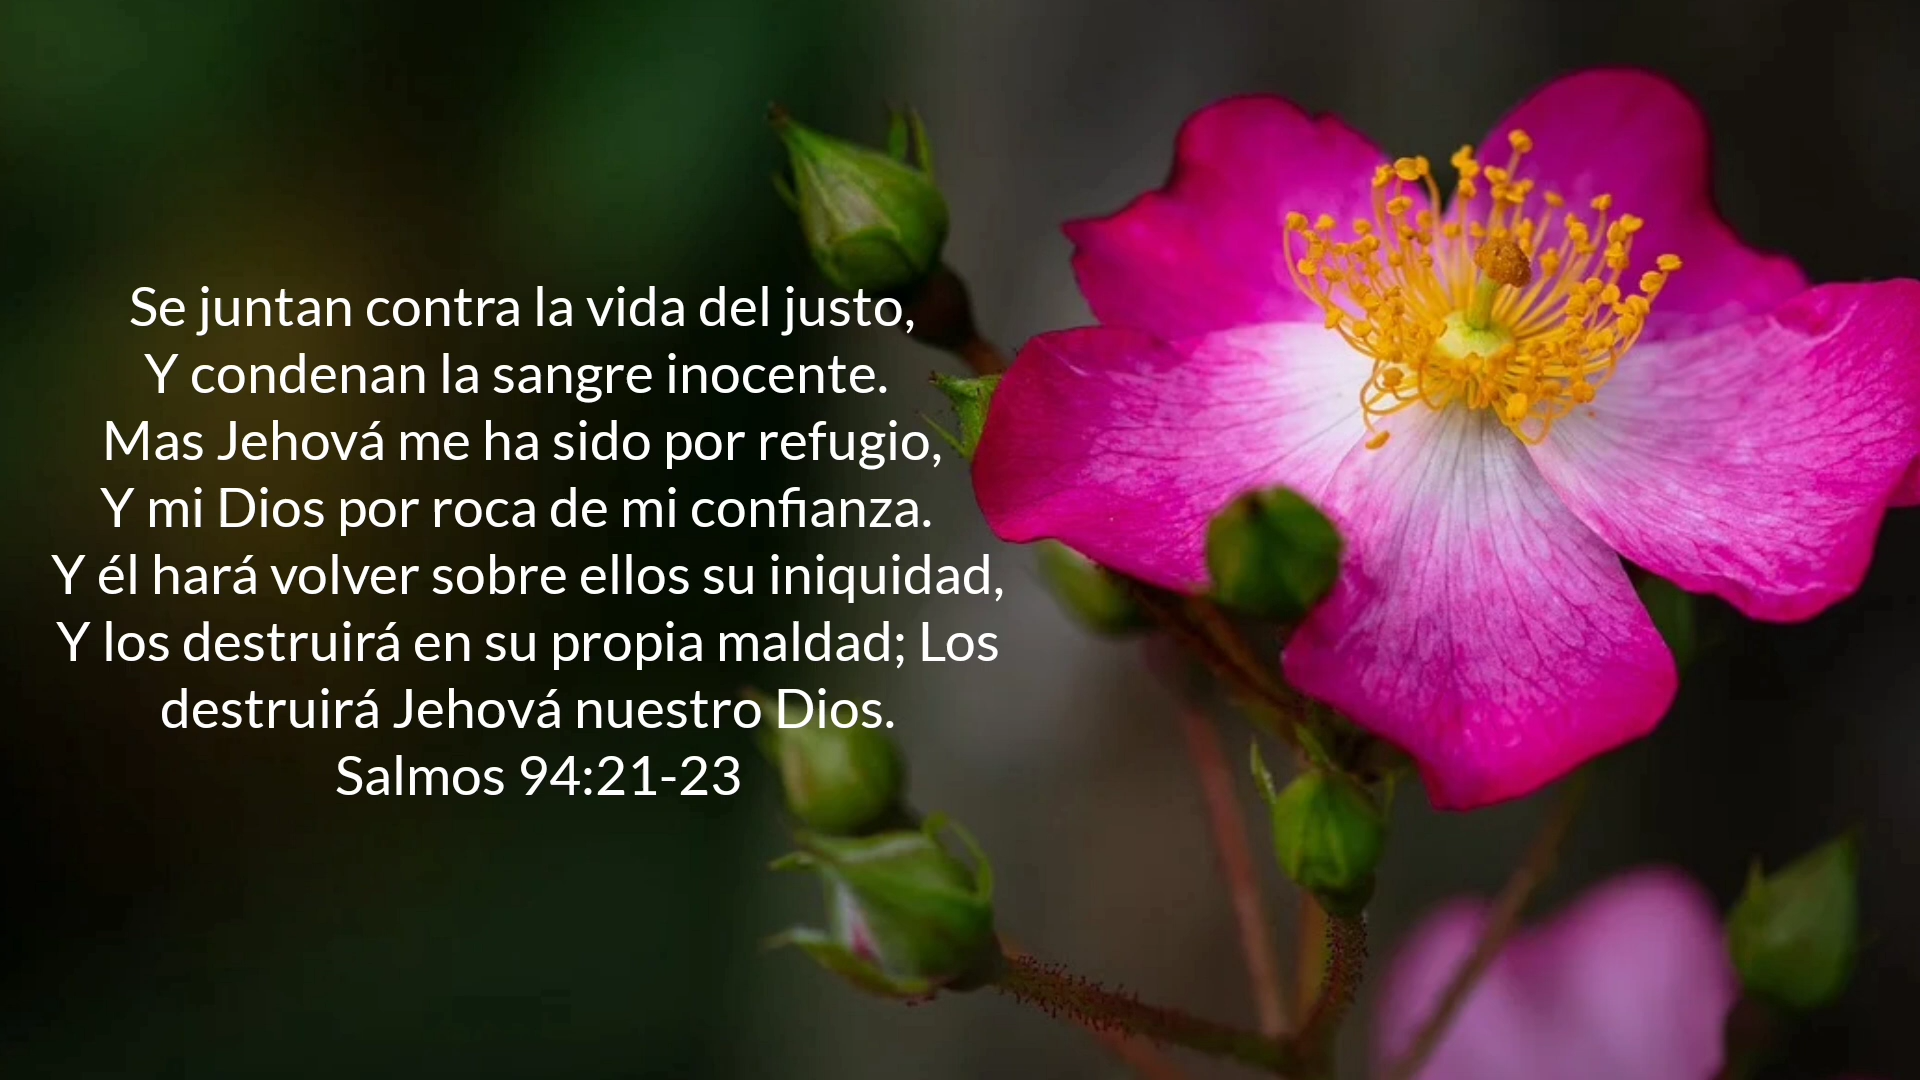 Se juntan contra la vida del justo,
Y condenan la sangre inocente.
Mas Jehová me ha sido por refugio,
Y mi Dios por roca de mi confianza.
Y él hará volver sobre ellos su iniquidad,
Y los destruirá en su propia maldad; Los
destruirá Jehová nuestro Dios.
Salmos 94:21-23